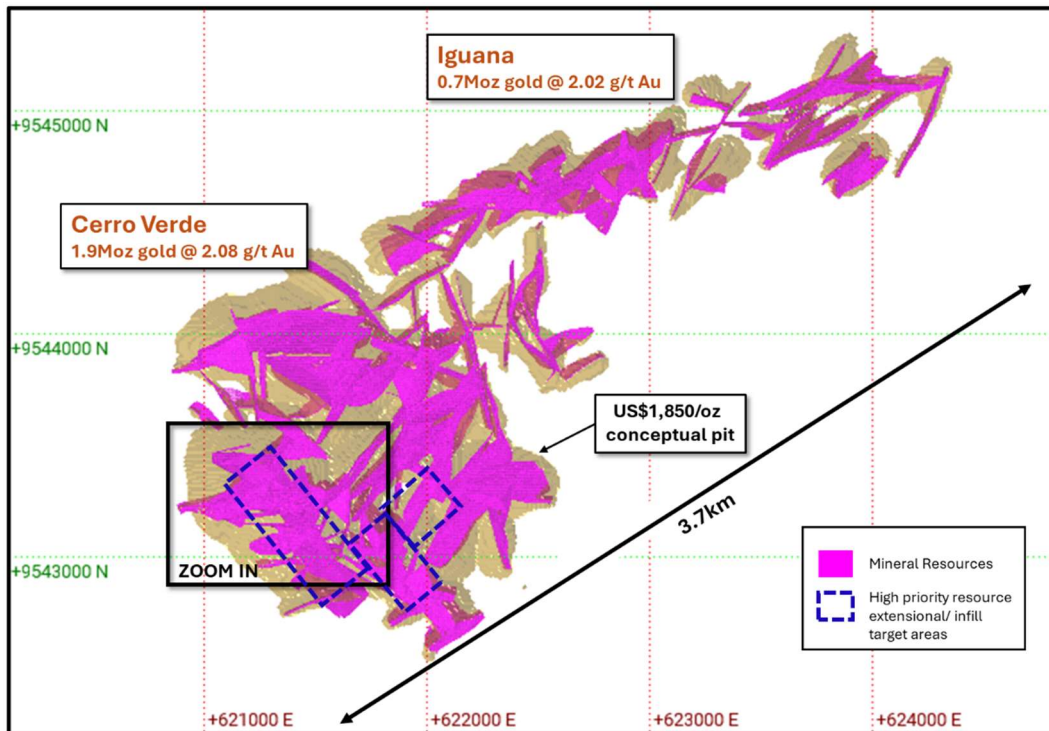 Iguana
0.7Moz gold @ 2.02 g/t Au
+9545000 N
Cerro Verde
1.9Moz gold @ 2.08 g/t Au
+9544000 N
US$1,850/oz
conceptual pit
3.7km
ZOOM IN
+9543000 N
Mineral Resources
High priority resource
extensional/ infill
target areas
+621000 E
+622000 E
+623000 E
+624000 E